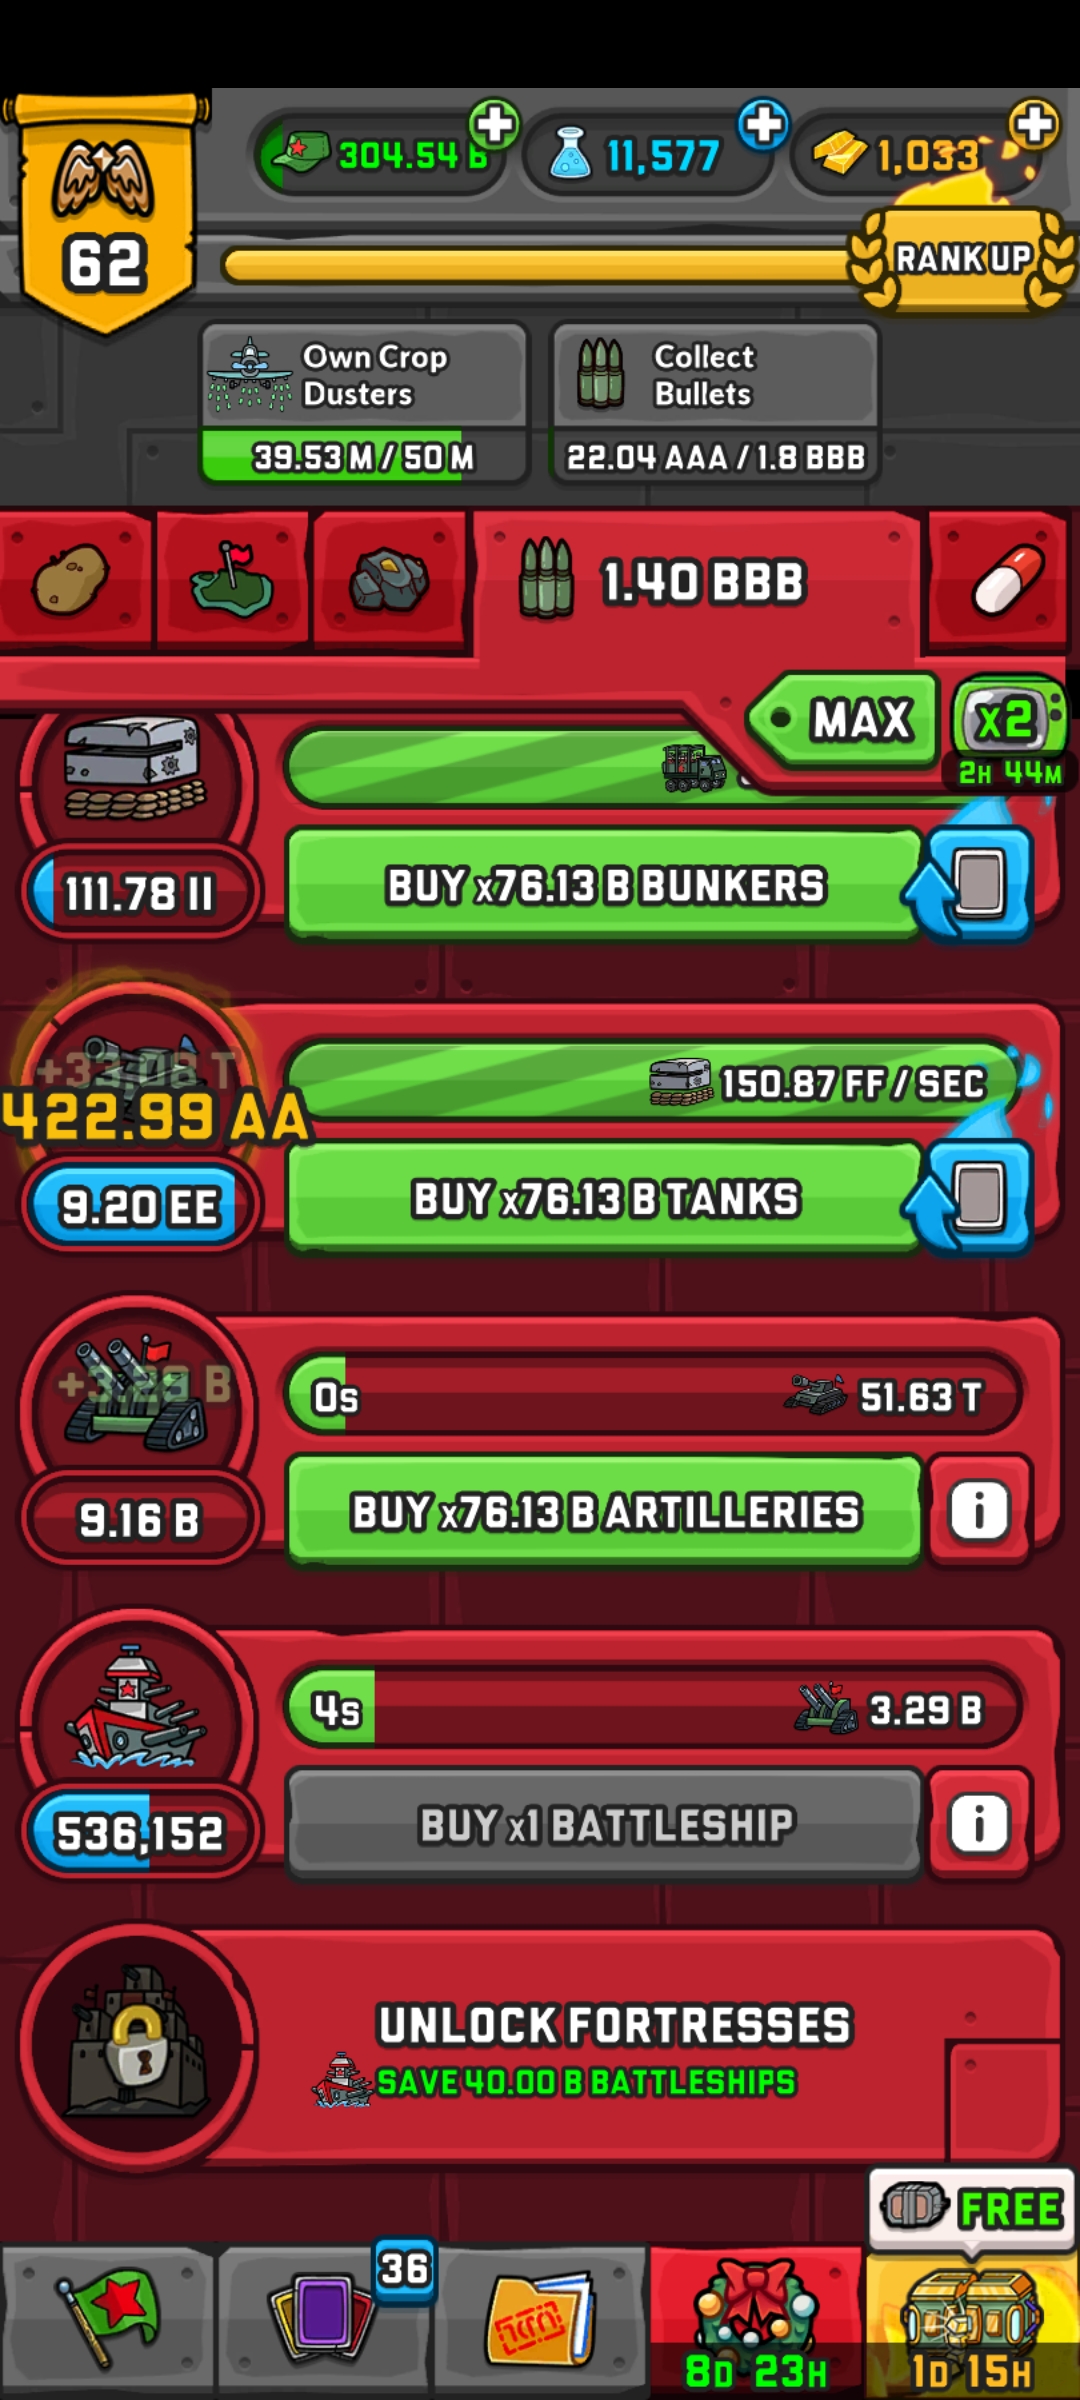 304.54 B
11,577
1,033
62
RANK UP
Own Crop
Dusters
39.53 M / 50 M
Collect
Bullets
22.04 AAA / 1.8 BBB
1.40 BBB
MAX
x2
2H 44M
111.78 II
BUY x76.13 B BUNKERS
+33.08 T
422.99 AA
150.87 FF / SEC
9.20 EE
BUY x76.13 B TANKS
+3.29 B
0s
51.63 T
9.16 B
BUY x76.13 B ARTILLERIES
i
4s
3.29 B
536,152
BUY x1 BATTLESHIP
i
UNLOCK FORTRESSES
SAVE 40.00 B BATTLESHIPS
FREE
36
8D 23H
1D 15H